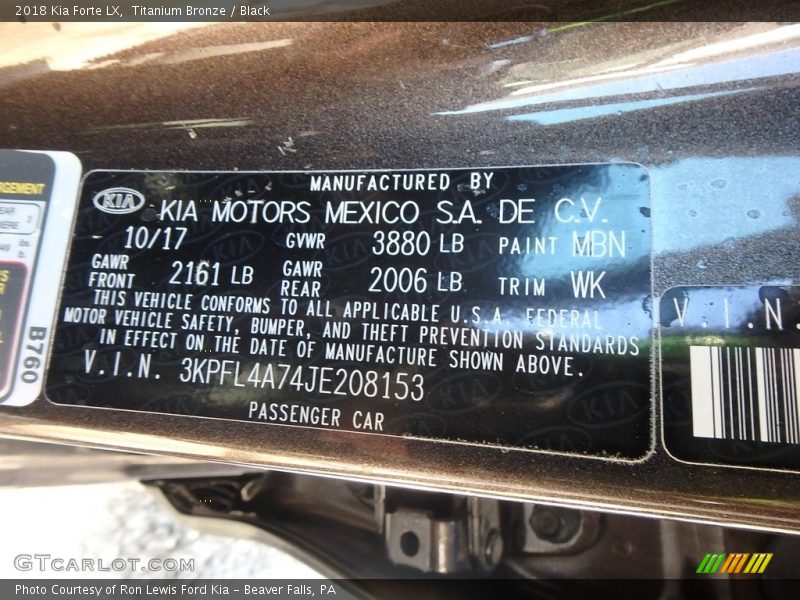 2018 Kia Forte LX,  Titanium Bronze / Black
MANUFACTURED BY
KIA KIA MOTORS MEXICO S.A. DE C.V.
10/17 GVWR 3880 LB PAINT MBN
GAWR FRONT 2161 LB GAWR REAR 2006 LB TRIM WK
THIS VEHICLE CONFORMS TO ALL APPLICABLE U.S.A. FEDERAL
MOTOR VEHICLE SAFETY, BUMPER, AND THEFT PREVENTION STANDARDS
IN EFFECT ON THE DATE OF MANUFACTURE SHOWN ABOVE.
V.I.N. 3KPFL4A74JE208153
PASSENGER CAR
V.I.N.
B760
GTCarlot.com
Photo Courtesy of Ron Lewis Ford Kia - Beaver Falls, PA